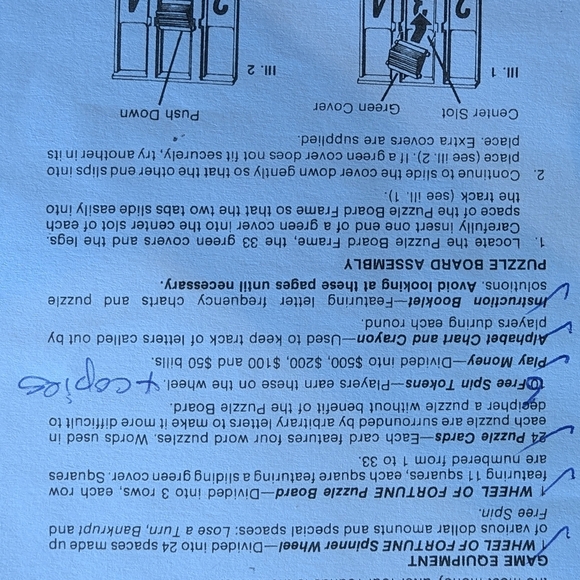 GAME EQUIPMENT
1 WHEEL OF FORTUNE Spinner Wheel—Divided into 24 spaces made up
of various dollar amounts and special spaces: Lose a Turn, Bankrupt and
Free Spin.
1 WHEEL OF FORTUNE Puzzle Board—Divided into 3 rows, each row
featuring 11 squares, each square featuring a sliding green cover. Squares
are numbered from 1 to 33.
24 Puzzle Cards—Each card features four word puzzles. Words used in
each puzzle are surrounded by arbitrary letters to make it more difficult to
decipher a puzzle without benefit of the Puzzle Board.
Free Spin Tokens—Players earn these on the wheel. 4 copies
Play Money—Divided into $500, $200, $100 and $50 bills.
Alphabet Chart and Crayon—Used to keep track of letters called out by
players during each round.
Instruction Booklet—Featuring letter frequency charts and puzzle
solutions. Avoid looking at these pages until necessary.
PUZZLE BOARD ASSEMBLY
1. Locate the Puzzle Board Frame, the 33 green covers and the legs.
Carefully insert one end of a green cover into the center slot of each
space of the Puzzle Board Frame so that the two tabs slide easily into
the track (see ill. 1).
2. Continue to slide the cover down gently so that the other end slips into
place (see ill. 2). If a green cover does not fit securely, try another in its
place. Extra covers are supplied.
Center Slot
Green Cover
Push Down
Ill. 1
Ill. 2